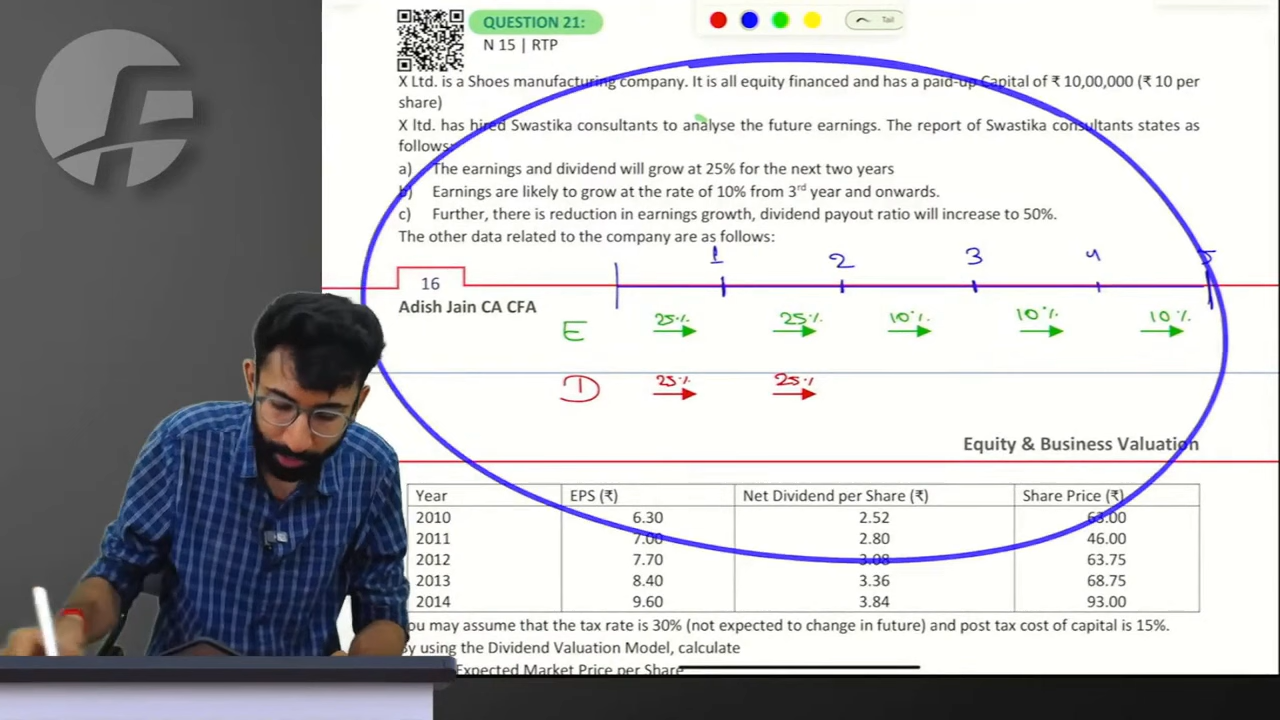 QUESTION 21:
N 15 | RTP
Tail
X Ltd. is a Shoes manufacturing company. It is all equity financed and has a paid-up Capital of ₹ 10,00,000 (₹ 10 per
share)
X ltd. has hired Swastika consultants to analyse the future earnings. The report of Swastika consultants states as
follows:
a) The earnings and dividend will grow at 25% for the next two years
b) Earnings are likely to grow at the rate of 10% from 3rd year and onwards.
c) Further, there is reduction in earnings growth, dividend payout ratio will increase to 50%.
The other data related to the company are as follows:
1 2 3 4 5
16
Adish Jain CA CFA
E 25% 25% 10% 10% 10%
D 25% 25%
Equity & Business Valuation
Year EPS (₹) Net Dividend per Share (₹) Share Price (₹)
2010 6.30 2.52 63.00
2011 7.00 2.80 46.00
2012 7.70 3.08 63.75
2013 8.40 3.36 68.75
2014 9.60 3.84 93.00
You may assume that the tax rate is 30% (not expected to change in future) and post tax cost of capital is 15%.
By using the Dividend Valuation Model, calculate
Expected Market Price per Share